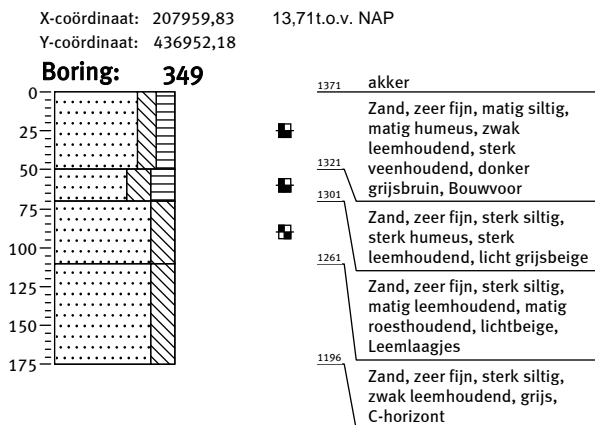 X-coördinaat: 207959,83 13,71t.o.v. NAP
Y-coördinaat: 436952,18
Boring: 349
0
25
50
75
100
125
150
175
1371 akker
Zand, zeer fijn, matig siltig,
matig humeus, zwak
leemhoudend, sterk
veenhoudend, donker
grijsbruin, Bouwvoor
1321
1301
Zand, zeer fijn, sterk siltig,
sterk humeus, sterk
leemhoudend, licht grijsbeige
1261
Zand, zeer fijn, sterk siltig,
matig leemhoudend, matig
roesthoudend, lichtbeige,
Leemlaagjes
1196
Zand, zeer fijn, sterk siltig,
zwak leemhoudend, grijs,
C-horizont